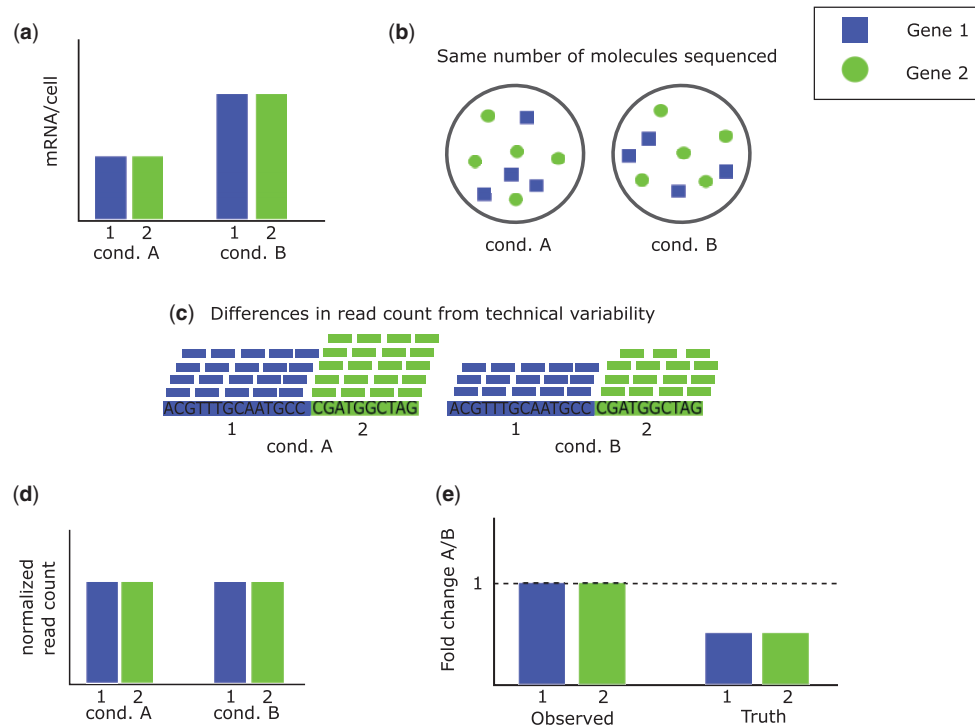 (a)
mRNA/cell
1 2 1 2
cond. A cond. B
(b)
Same number of molecules sequenced
cond. A cond. B
Gene 1
Gene 2
(c) Differences in read count from technical variability
ACGTTTGCAATGCC CGATGGCTAG ACGTTTGCAATGCC CGATGGCTAG
1 2 1 2
cond. A cond. B
(d)
normalized
read count
1 2 1 2
cond. A cond. B
(e)
Fold change A/B
1
1 2 1 2
Observed Truth